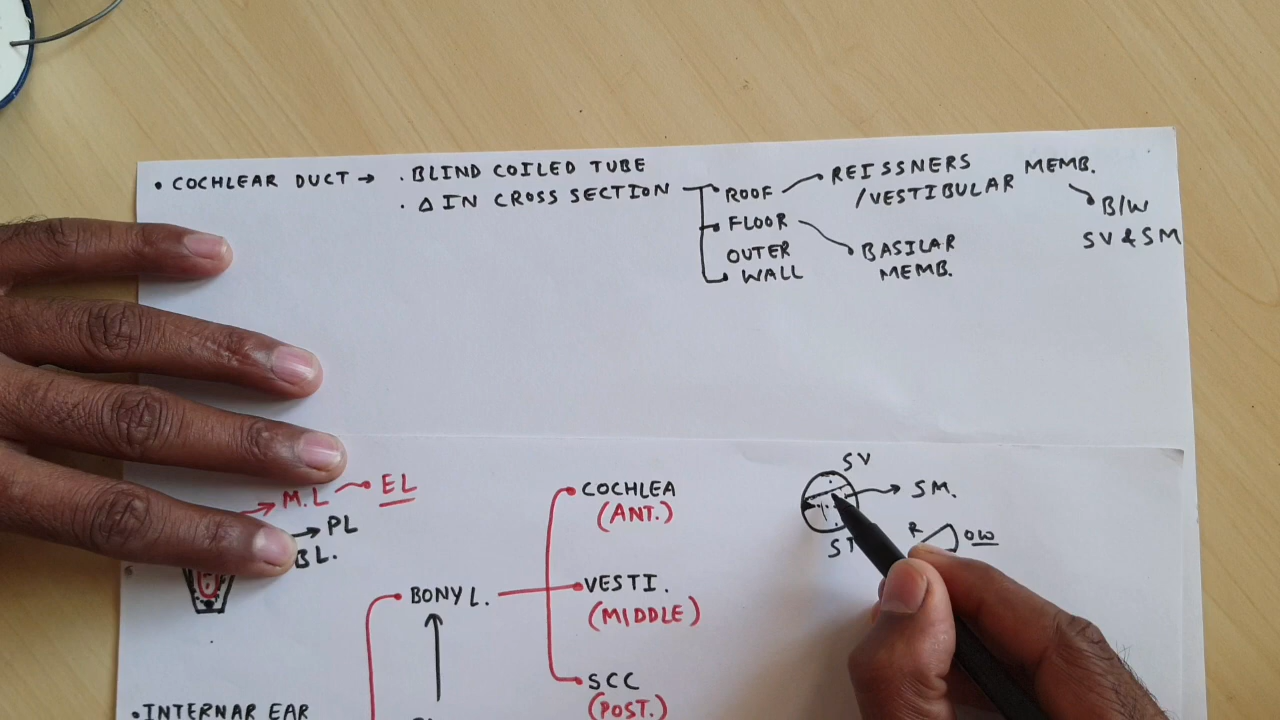 • COCHLEAR DUCT → . BLIND COILED TUBE
. Δ IN CROSS SECTION
ROOF
REISSNERS MEMB.
/VESTIBULAR
B/W
SV & SM
FLOOR
BASILAR
MEMB.
OUTER
WALL
M.L
EL
PL
BL.
BONY L.
COCHLEA
(ANT.)
VESTI.
(MIDDLE)
SCC
(POST.)
SV
SM.
ST
R
OW
•INTERNAR EAR